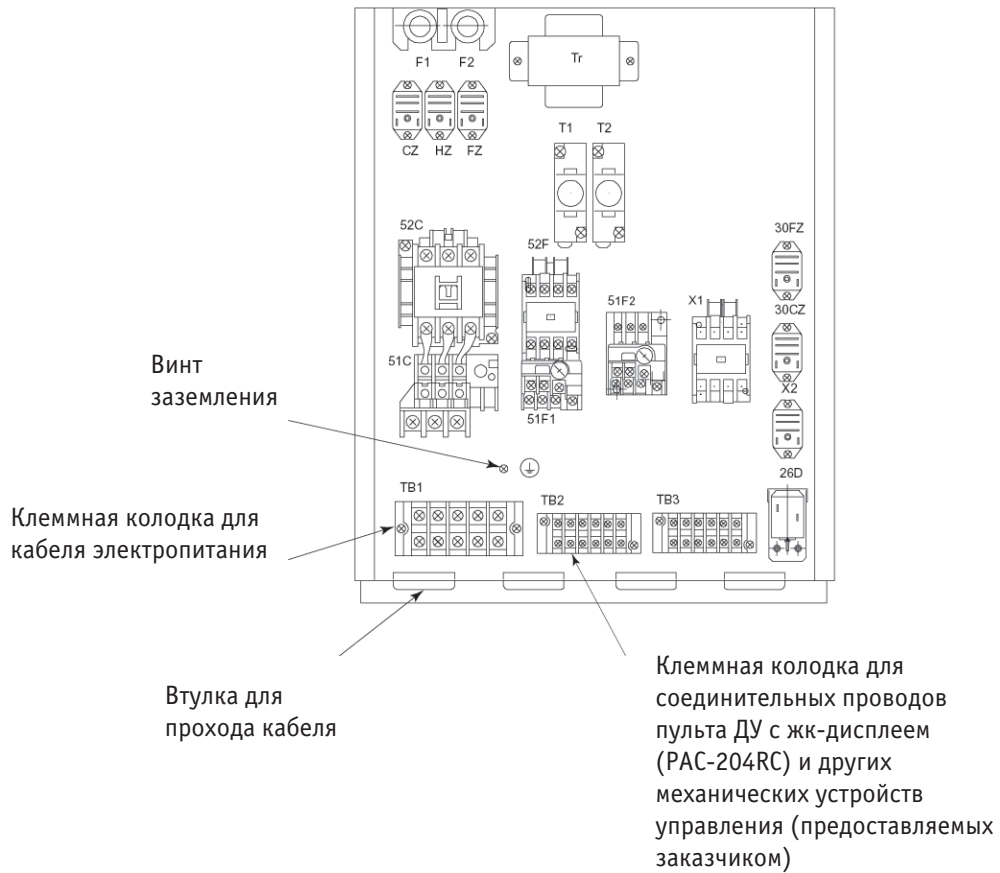 F1 F2
Tr
CZ HZ FZ
T1 T2
52C
52F
30FZ
51F2
X1
30CZ
51C
X2
51F1
Винт
заземления
26D
TB1
TB2
TB3
Клеммная колодка для
кабеля электропитания
Втулка для
прохода кабеля
Клеммная колодка для
соединительных проводов
пульта ДУ с жк-дисплеем
(PAC-204RC) и других
механических устройств
управления (предоставляемых
заказчиком)